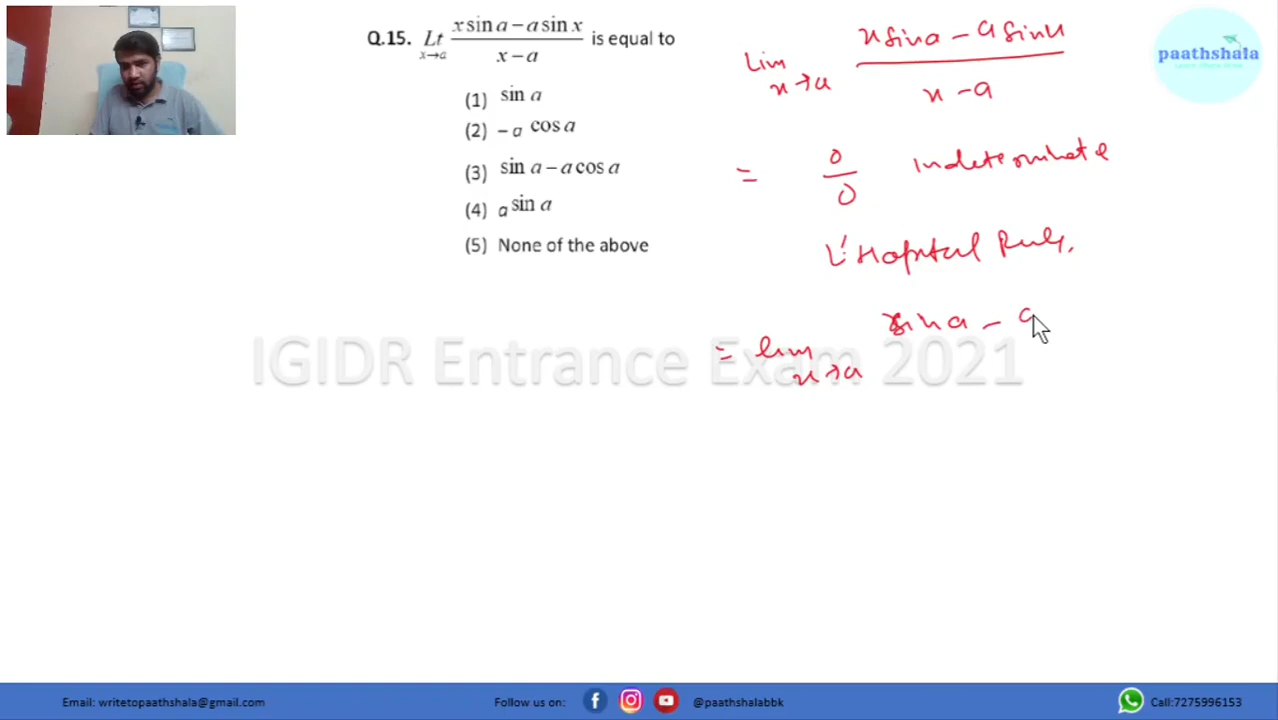 Q.15. Lt x→a (x sin a − a sin x)/(x − a) is equal to
(1) sin a
(2) − a cos a
(3) sin a − a cos a
(4) a sin a
(5) None of the above
Lim x→a (x sin a − a sin x)/(x − a)
= 0/0 indeterminate
L' Hopital Rule,
= lim x→a sin a − a
paathshala
IGIDR Entrance Exam 2021
Email: writetopaathshala@gmail.com
Follow us on:
@paathshalabbk
Call:7275996153